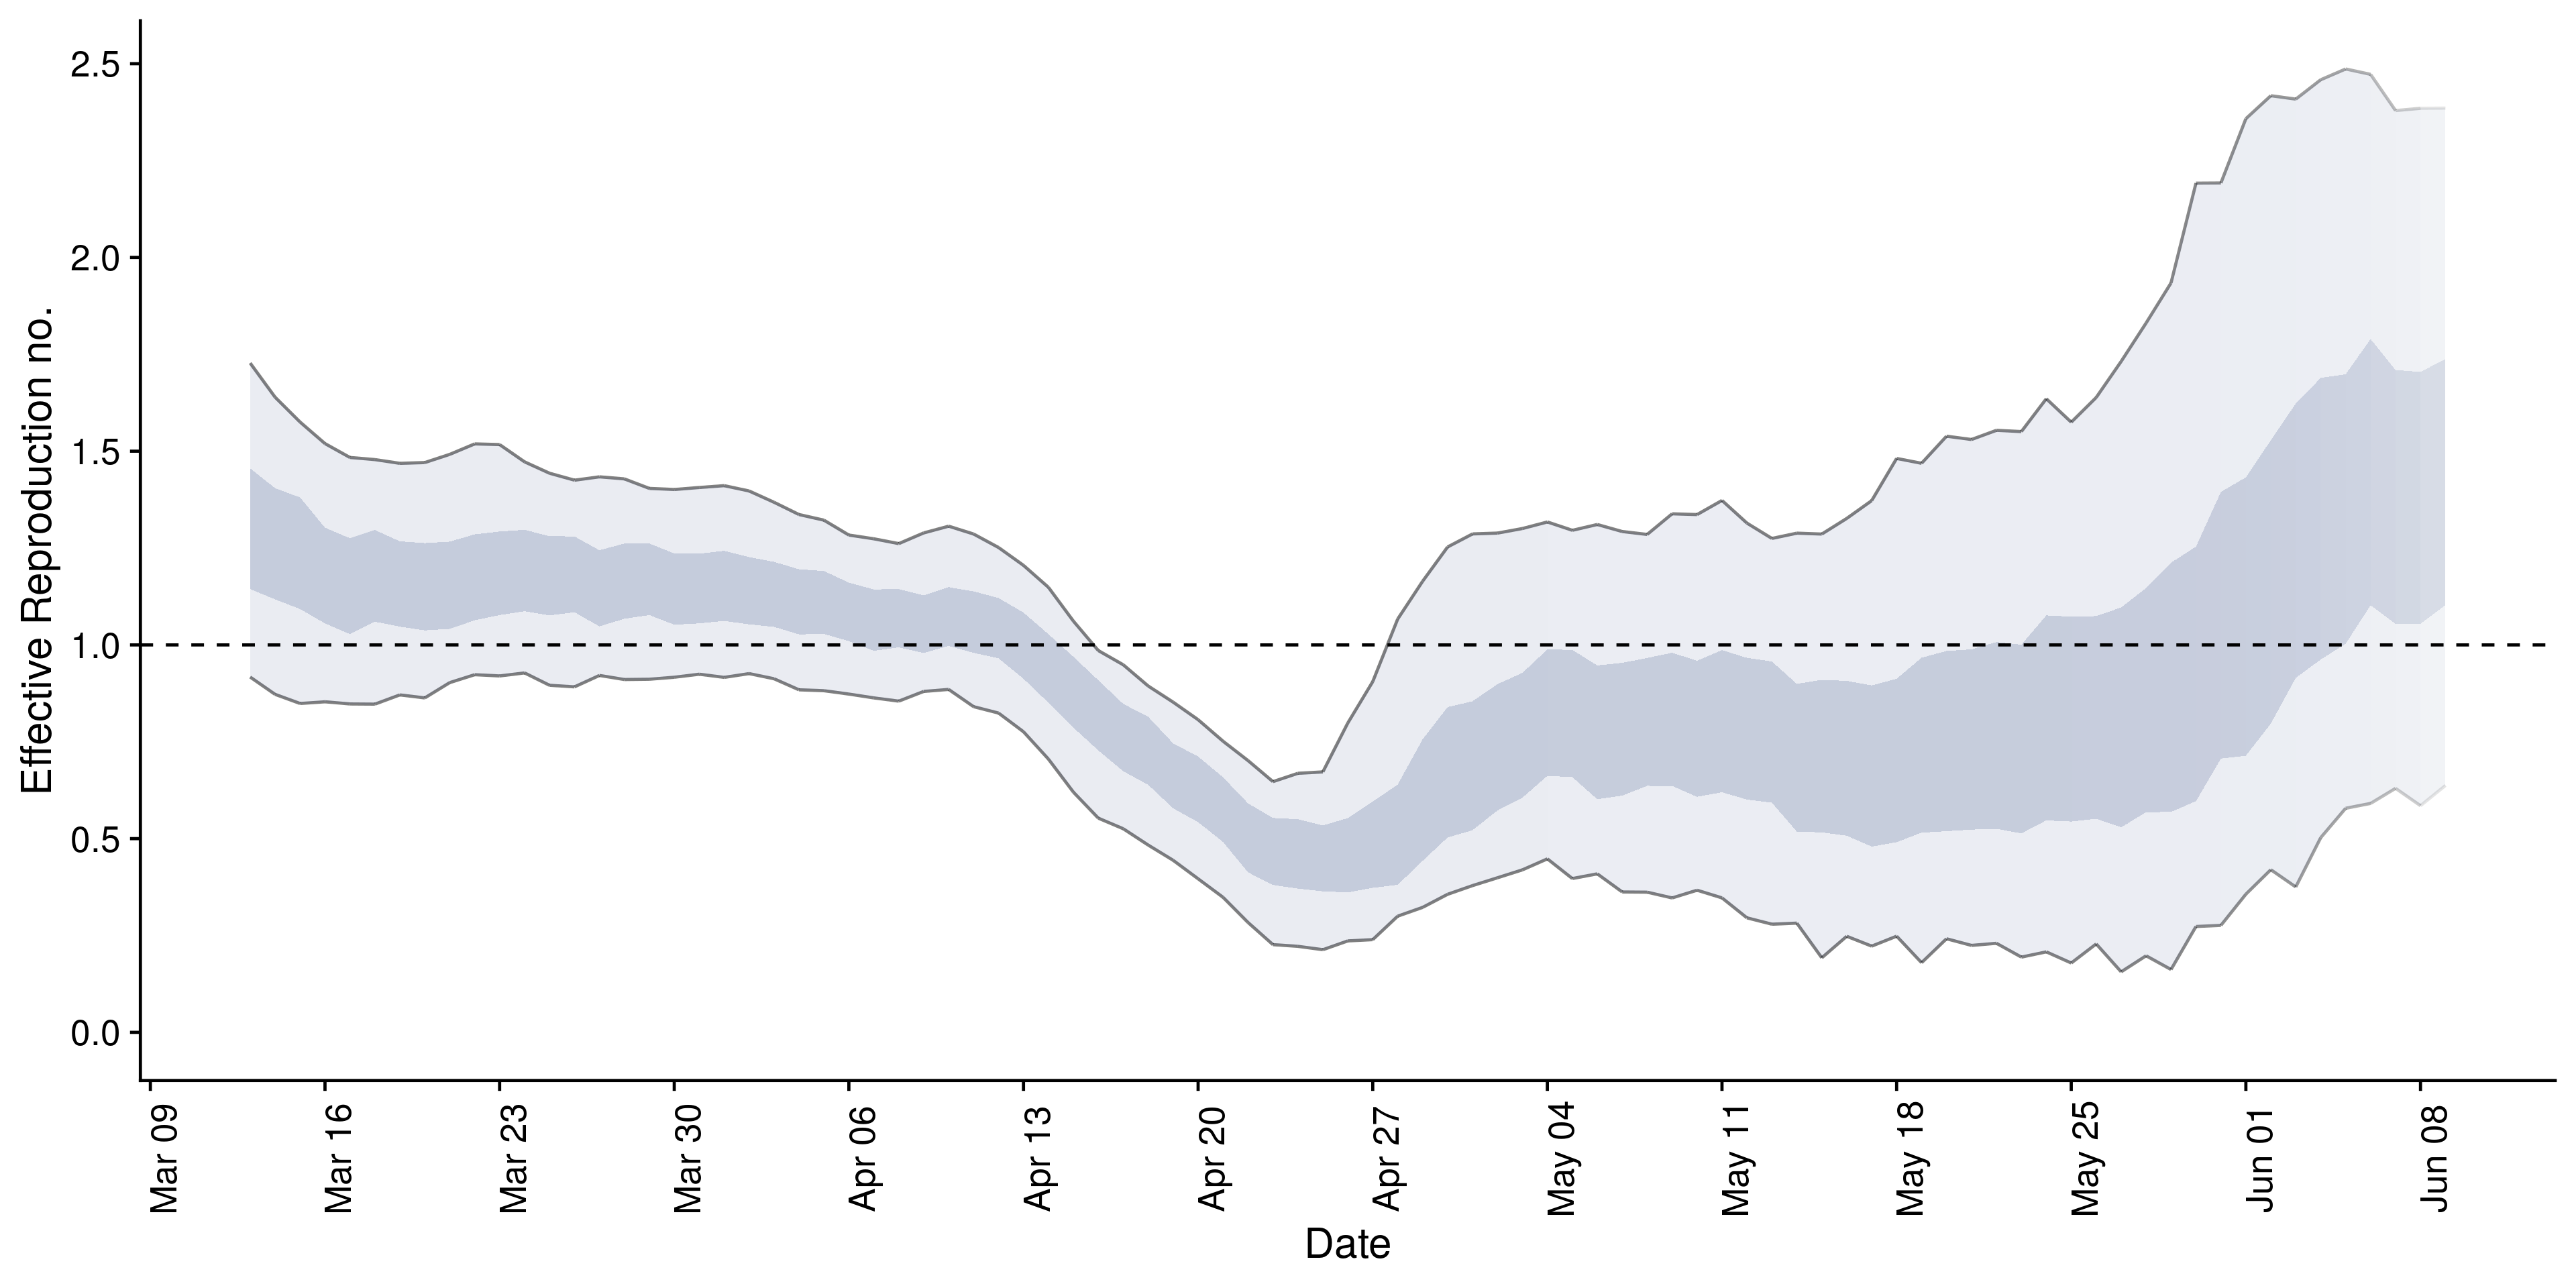 Effective Reproduction no.
2.5
2.0
1.5
1.0
0.5
0.0
Mar 09
Mar 16
Mar 23
Mar 30
Apr 06
Apr 13
Apr 20
Apr 27
May 04
May 11
May 18
May 25
Jun 01
Jun 08
Date